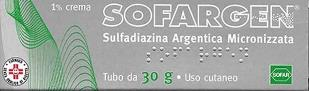 1% crema
SOFARGEN®
Sulfadiazina Argentica Micronizzata
Tubo da 30 g • Uso cutaneo
SOFAR